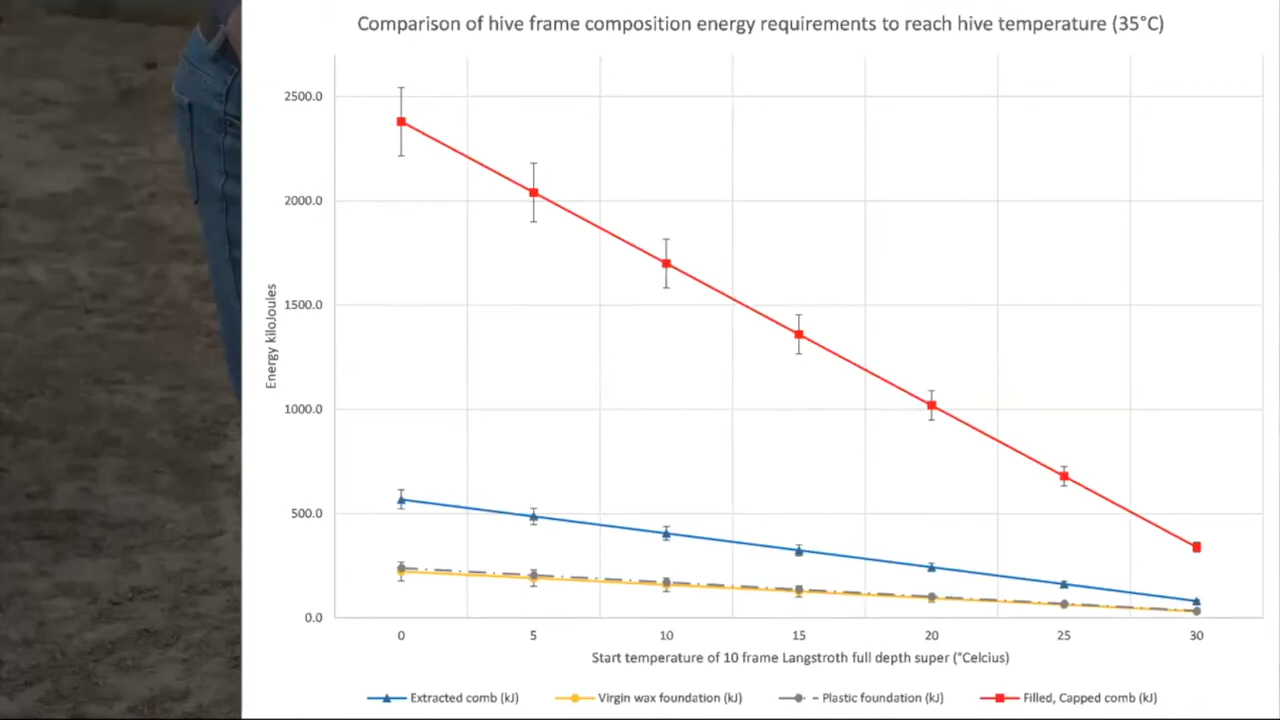 Comparison of hive frame composition energy requirements to reach hive temperature (35°C)
2500.0
2000.0
1500.0
1000.0
500.0
0.0
Energy kiloJoules
0 5 10 15 20 25 30
Start temperature of 10 frame Langstroth full depth super (°Celcius)
Extracted comb (kJ) Virgin wax foundation (kJ) Plastic foundation (kJ) Filled, Capped comb (kJ)